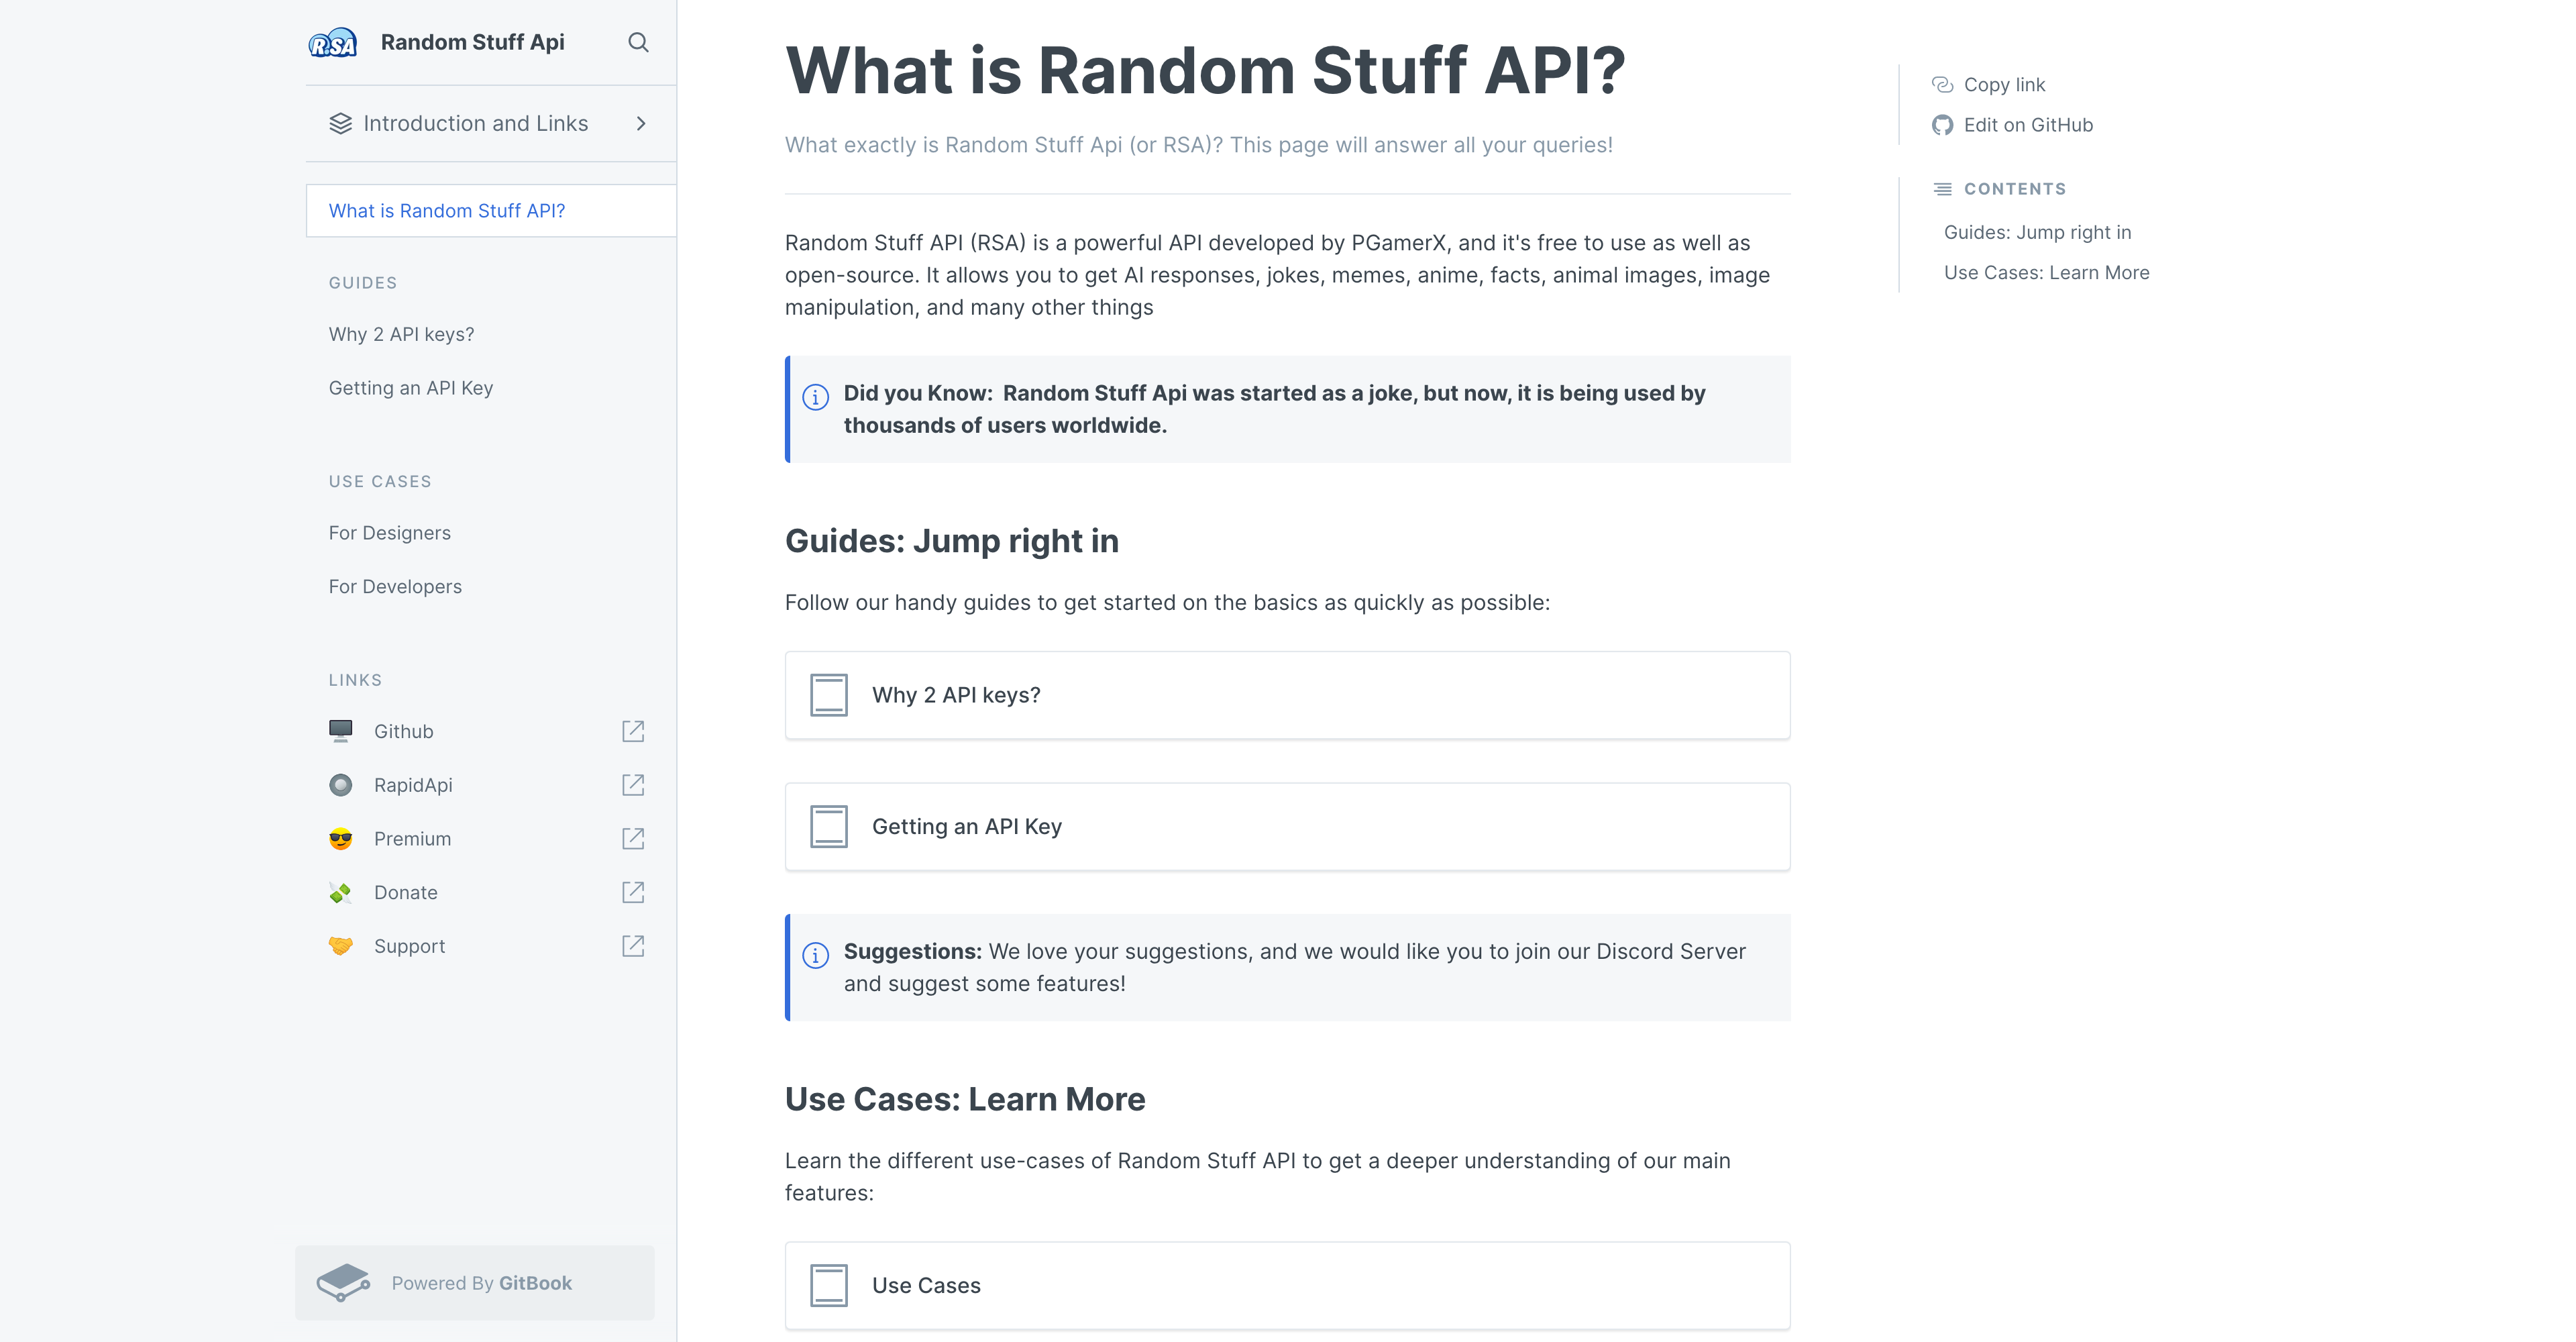 RSA
Random Stuff Api
Introduction and Links
What is Random Stuff API?
GUIDES
Why 2 API keys?
Getting an API Key
USE CASES
For Designers
For Developers
LINKS
Github
RapidApi
Premium
Donate
Support
Powered By GitBook
What is Random Stuff API?
What exactly is Random Stuff Api (or RSA)? This page will answer all your queries!
Random Stuff API (RSA) is a powerful API developed by PGamerX, and it's free to use as well as
open-source. It allows you to get AI responses, jokes, memes, anime, facts, animal images, image
manipulation, and many other things
Did you Know:  Random Stuff Api was started as a joke, but now, it is being used by
thousands of users worldwide.
Guides: Jump right in
Follow our handy guides to get started on the basics as quickly as possible:
Why 2 API keys?
Getting an API Key
Suggestions: We love your suggestions, and we would like you to join our Discord Server
and suggest some features!
Use Cases: Learn More
Learn the different use-cases of Random Stuff API to get a deeper understanding of our main
features:
Use Cases
Copy link
Edit on GitHub
CONTENTS
Guides: Jump right in
Use Cases: Learn More